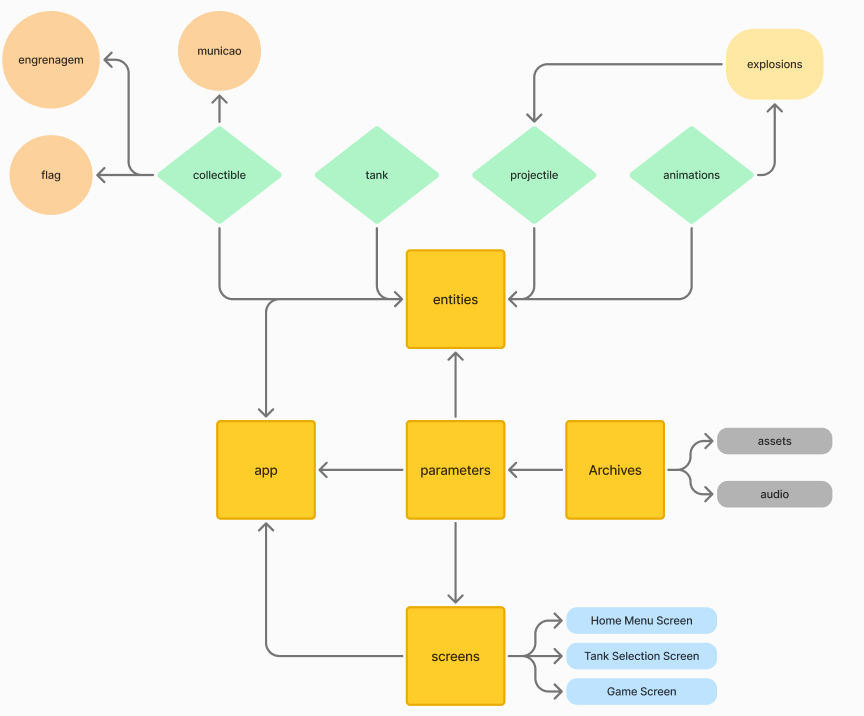 engrenagem
municao
explosions
flag
collectible
tank
projectile
animations
entities
app
parameters
Archives
assets
audio
screens
Home Menu Screen
Tank Selection Screen
Game Screen